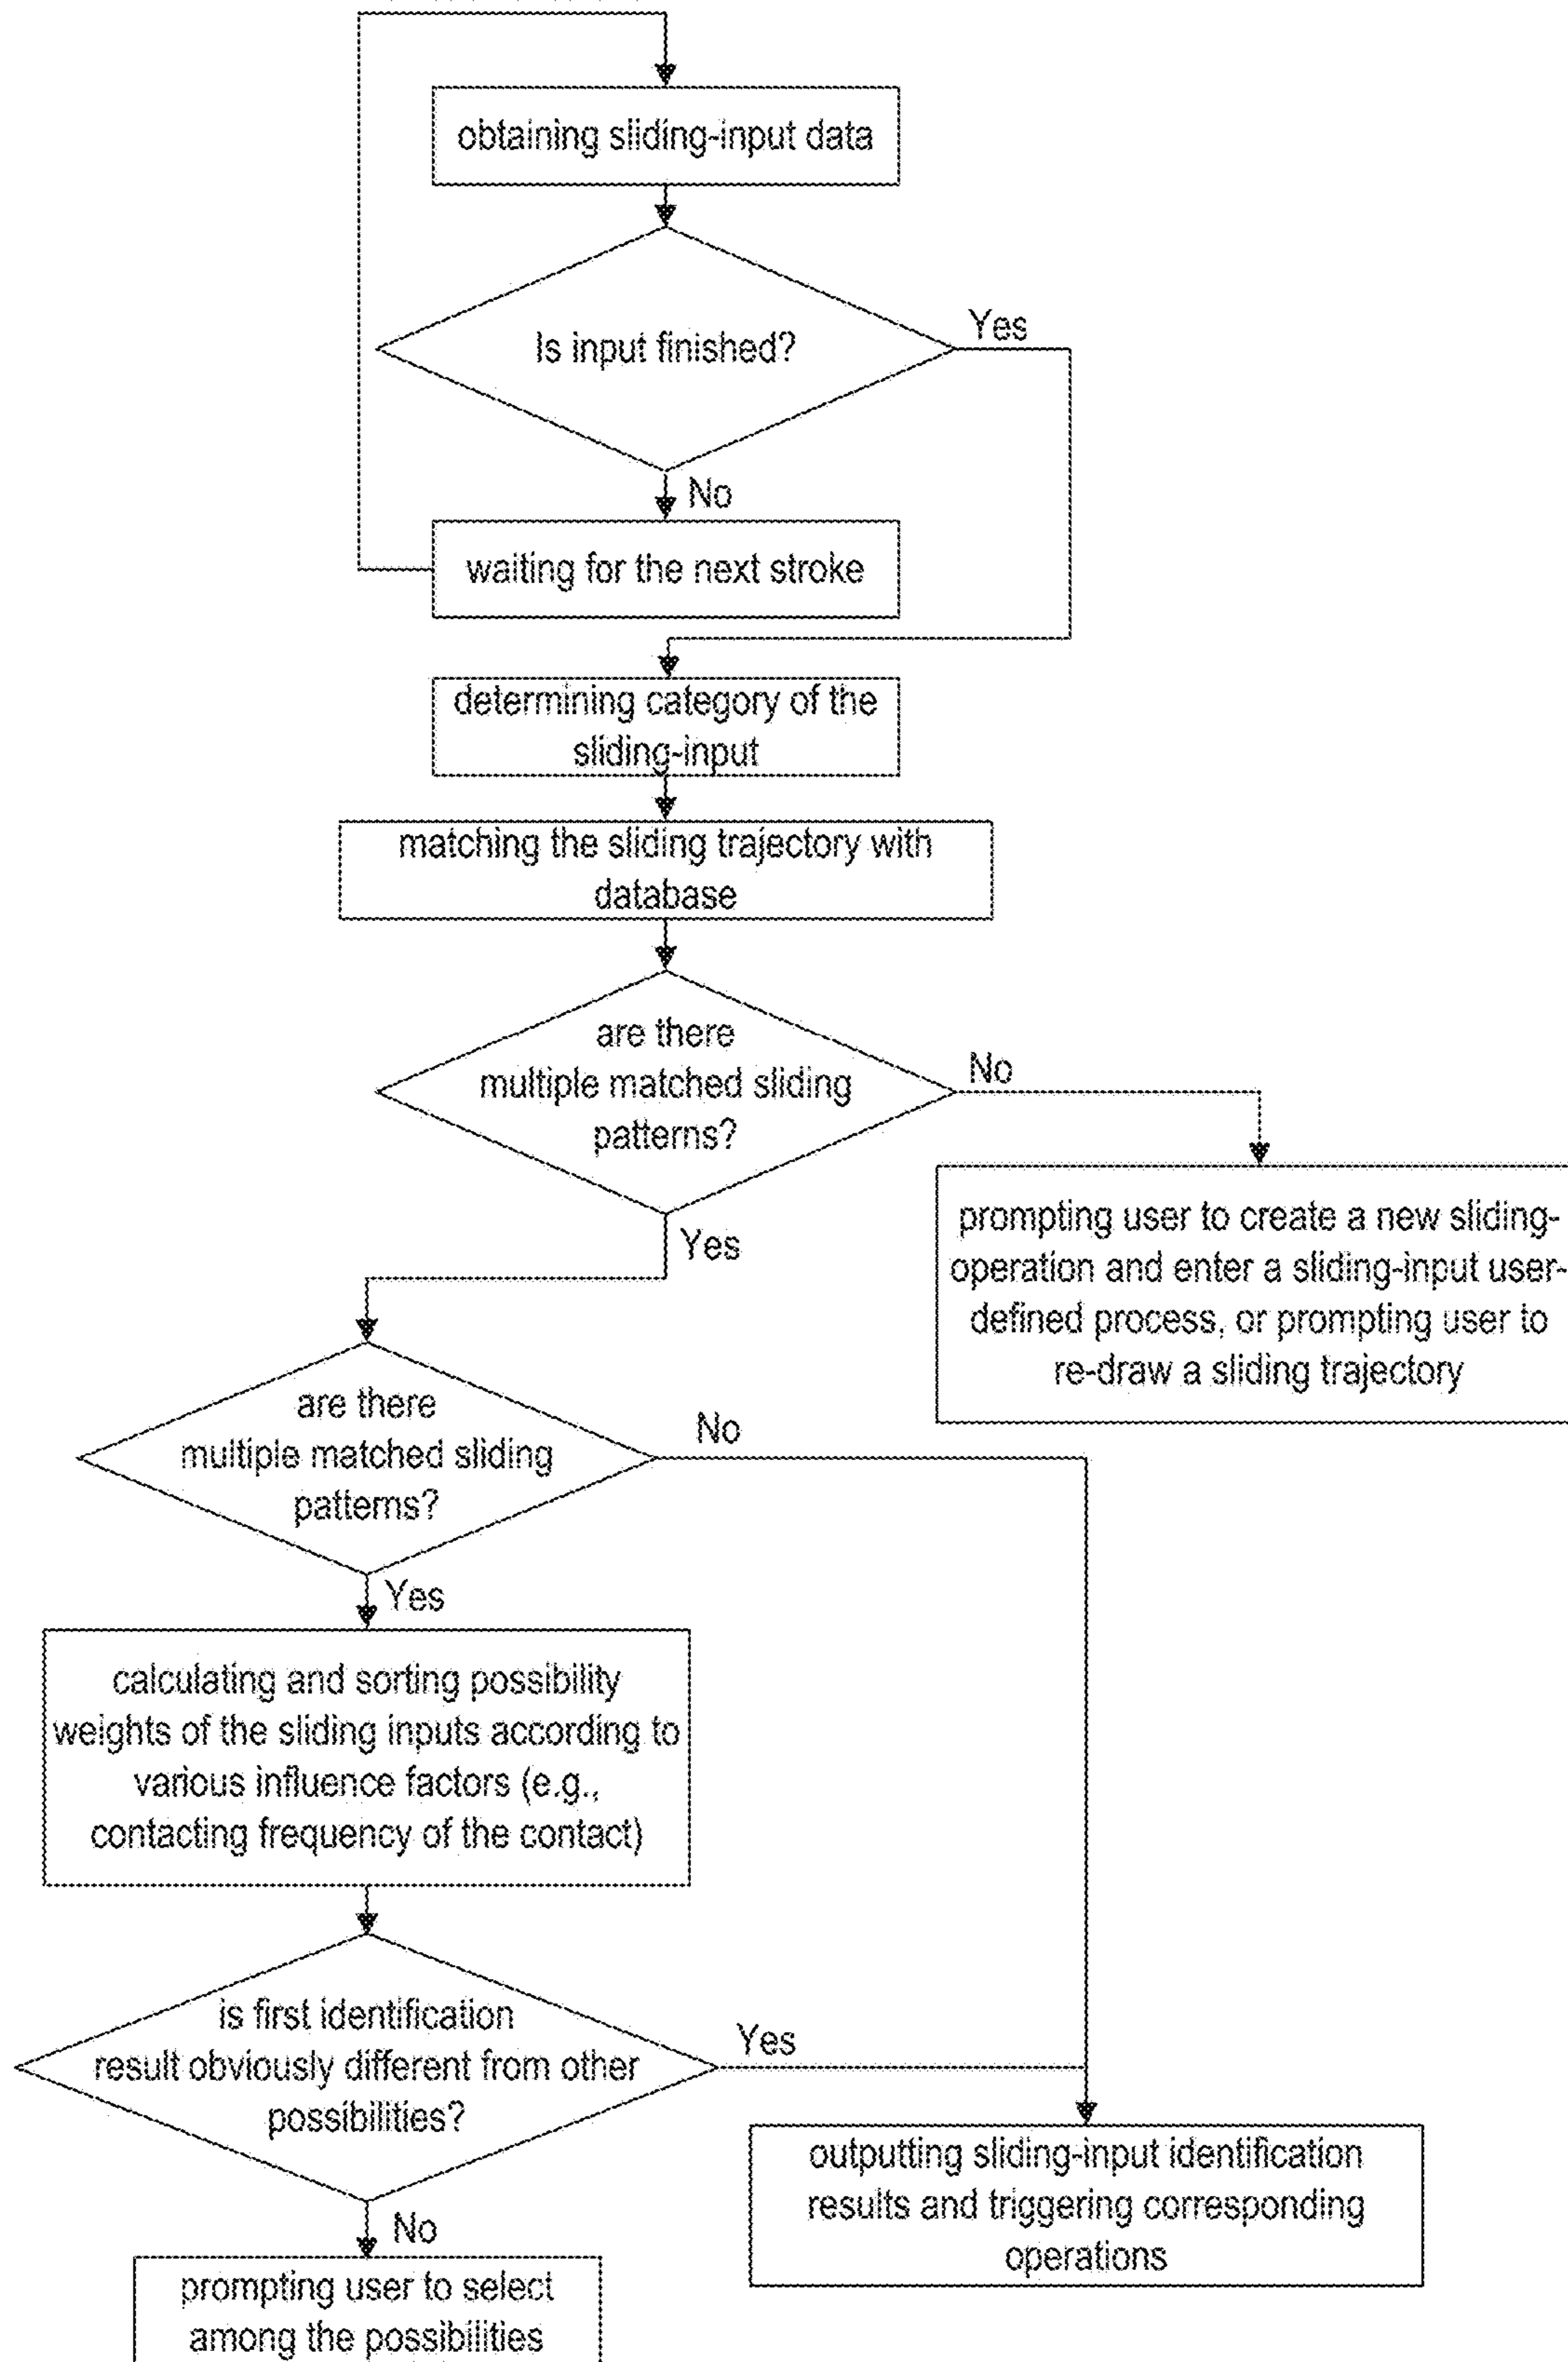 obtaining sliding-input data
Is input finished?
Yes
No
waiting for the next stroke
determining category of the
sliding-input
matching the sliding trajectory with
database
are there
multiple matched sliding
patterns?
No
Yes
prompting user to create a new sliding-
operation and enter a sliding-input user-
defined process, or prompting user to
re-draw a sliding trajectory
are there
multiple matched sliding
patterns?
No
Yes
calculating and sorting possibility
weights of the sliding inputs according to
various influence factors (e.g.,
contacting frequency of the contact)
is first identification
result obviously different from other
possibilities?
Yes
No
outputting sliding-input identification
results and triggering corresponding
operations
prompting user to select
among the possibilities